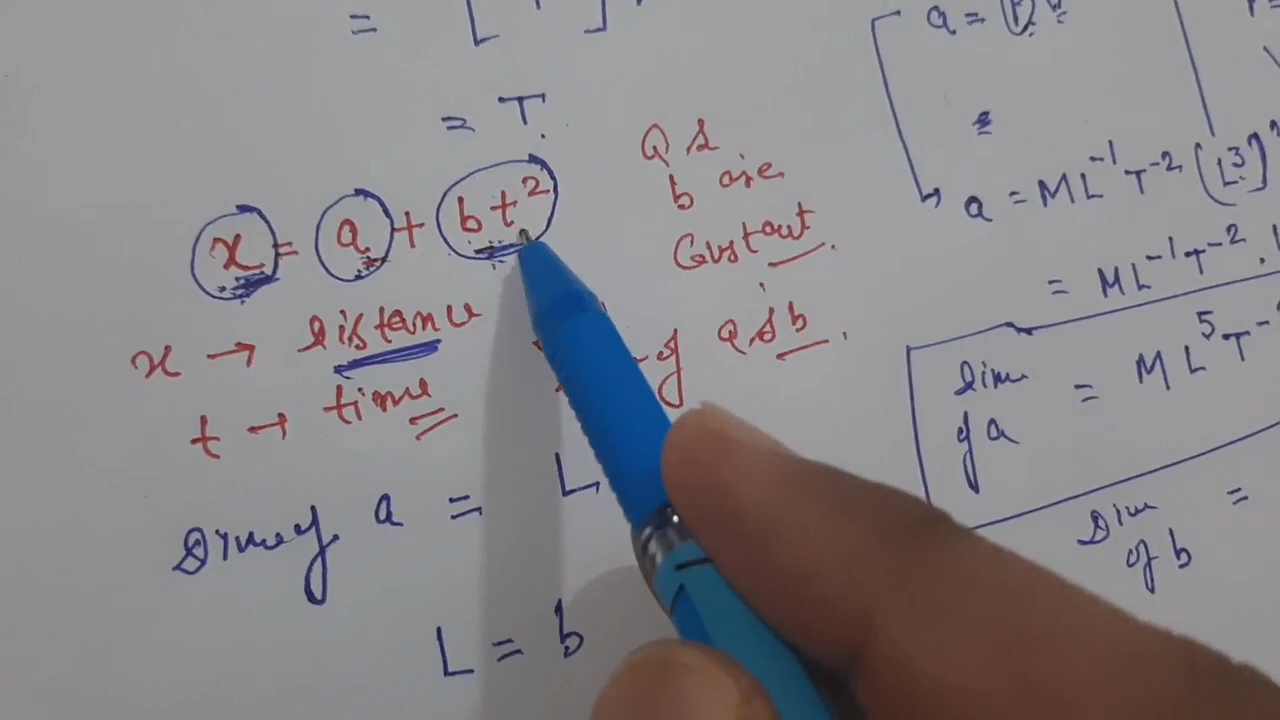 =
= T.
x = a + bt²
x → distance
t → time
a &
b are
Constant.
of a & b.
Dim of a = L
L = b
a =
a = ML⁻¹T⁻² (L³)
= ML⁻¹T⁻².
Dim of a = ML⁵T⁻
Dim of b =